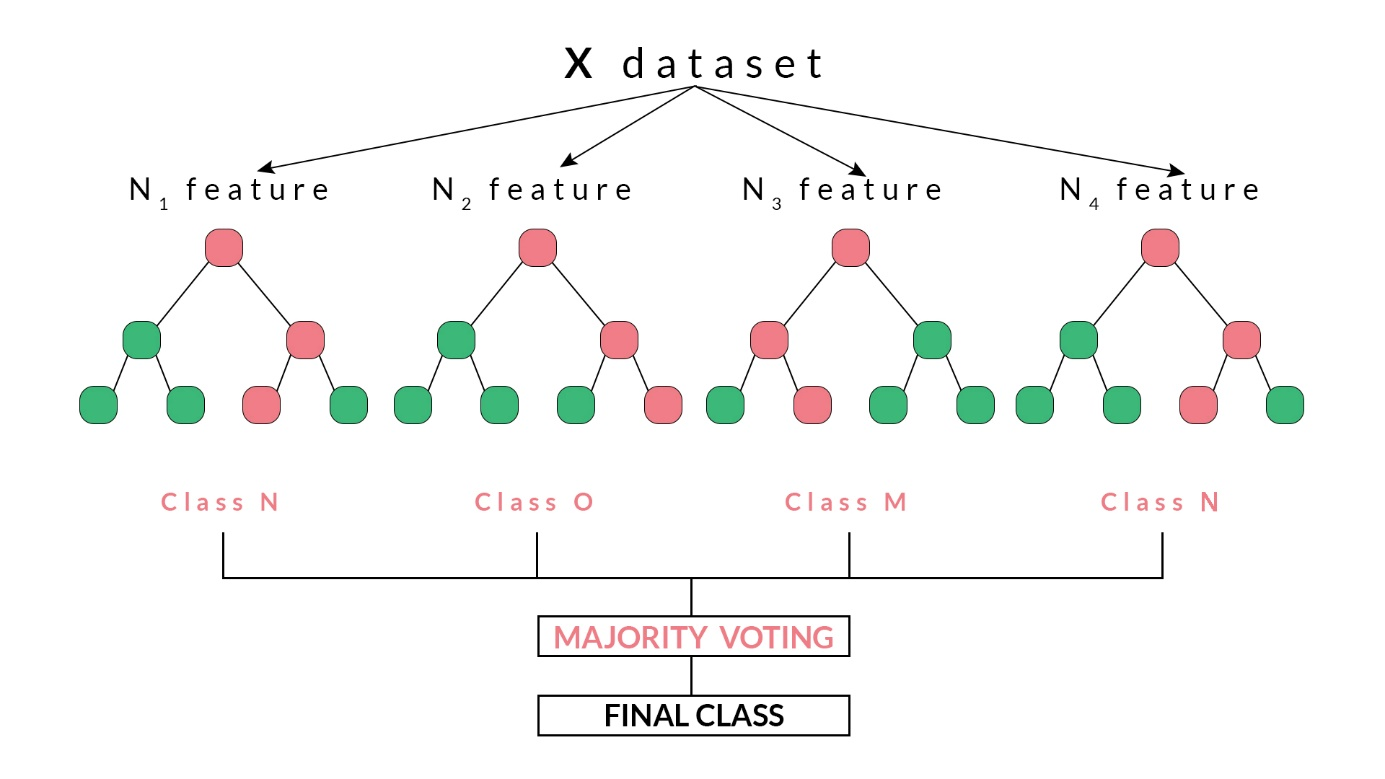 X dataset
N₁ feature N₂ feature N₃ feature N₄ feature
Class N Class O Class M Class N
MAJORITY VOTING
FINAL CLASS